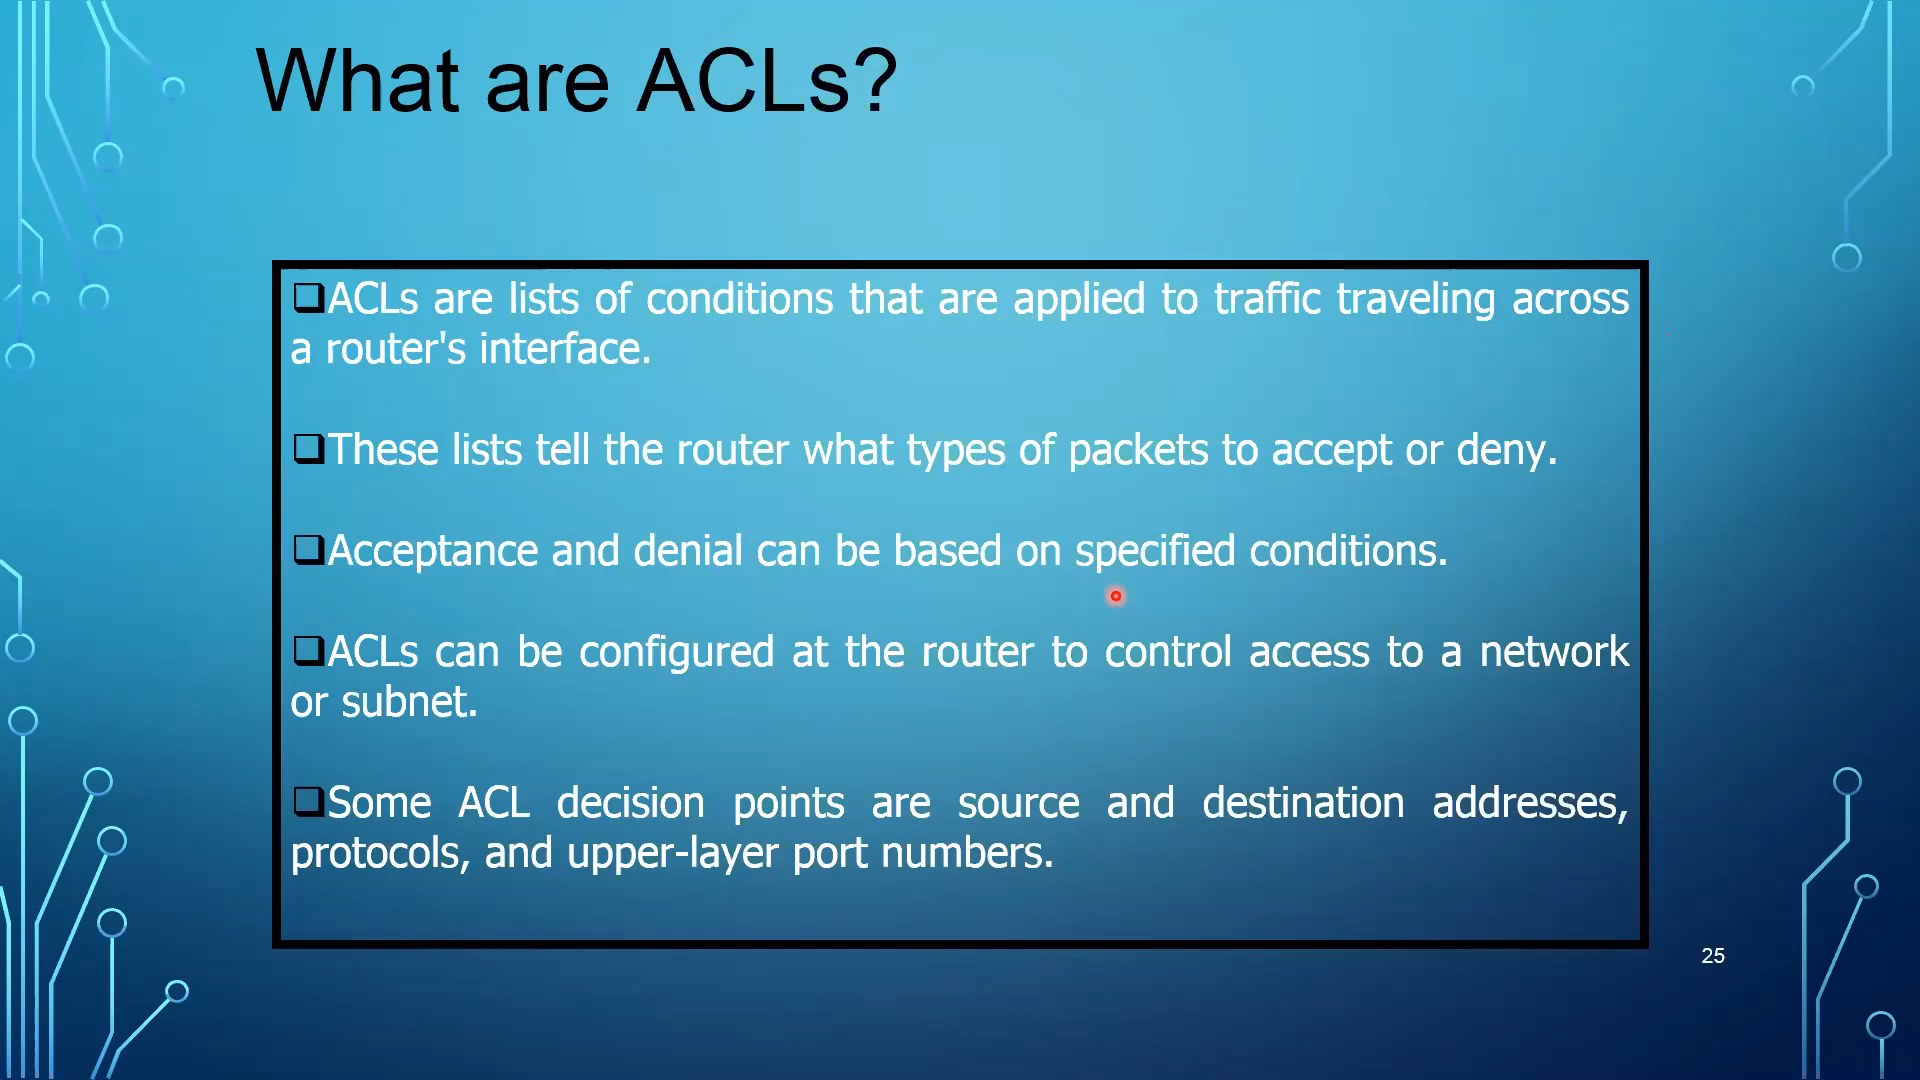 What are ACLs?
❑ACLs are lists of conditions that are applied to traffic traveling across
a router's interface.
❑These lists tell the router what types of packets to accept or deny.
❑Acceptance and denial can be based on specified conditions.
❑ACLs can be configured at the router to control access to a network
or subnet.
❑Some ACL decision points are source and destination addresses,
protocols, and upper-layer port numbers.
25